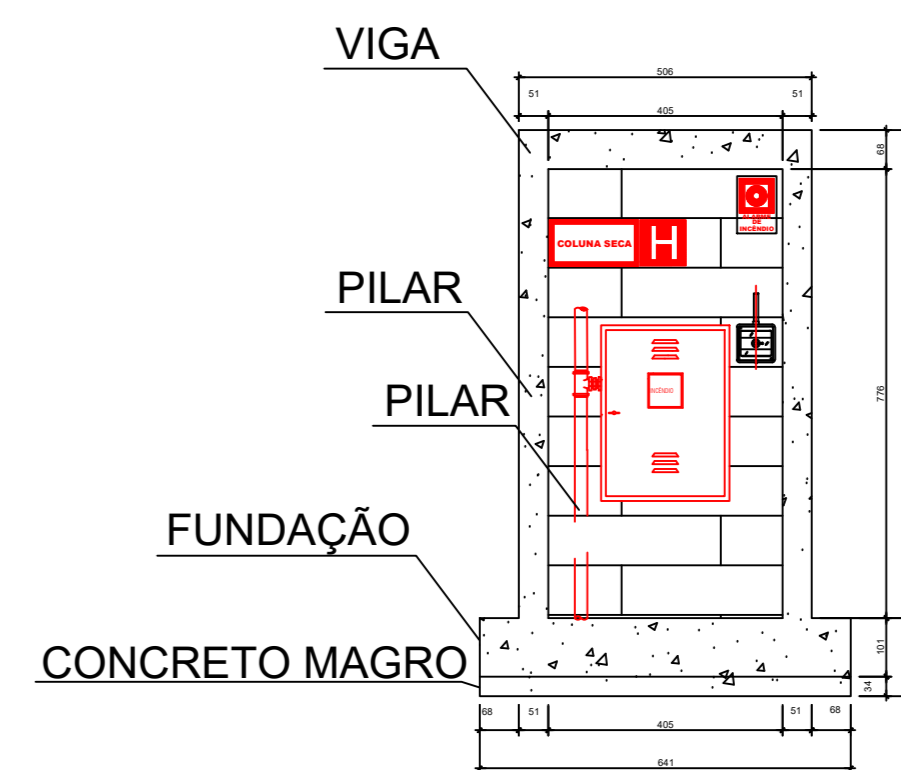 VIGA
506
51
51
405
68
ALARME
DE
INCÊNDIO
COLUNA SECA
H
PILAR
INCÊNDIO
776
PILAR
FUNDAÇÃO
101
CONCRETO MAGRO
34
68
51
405
51
68
641